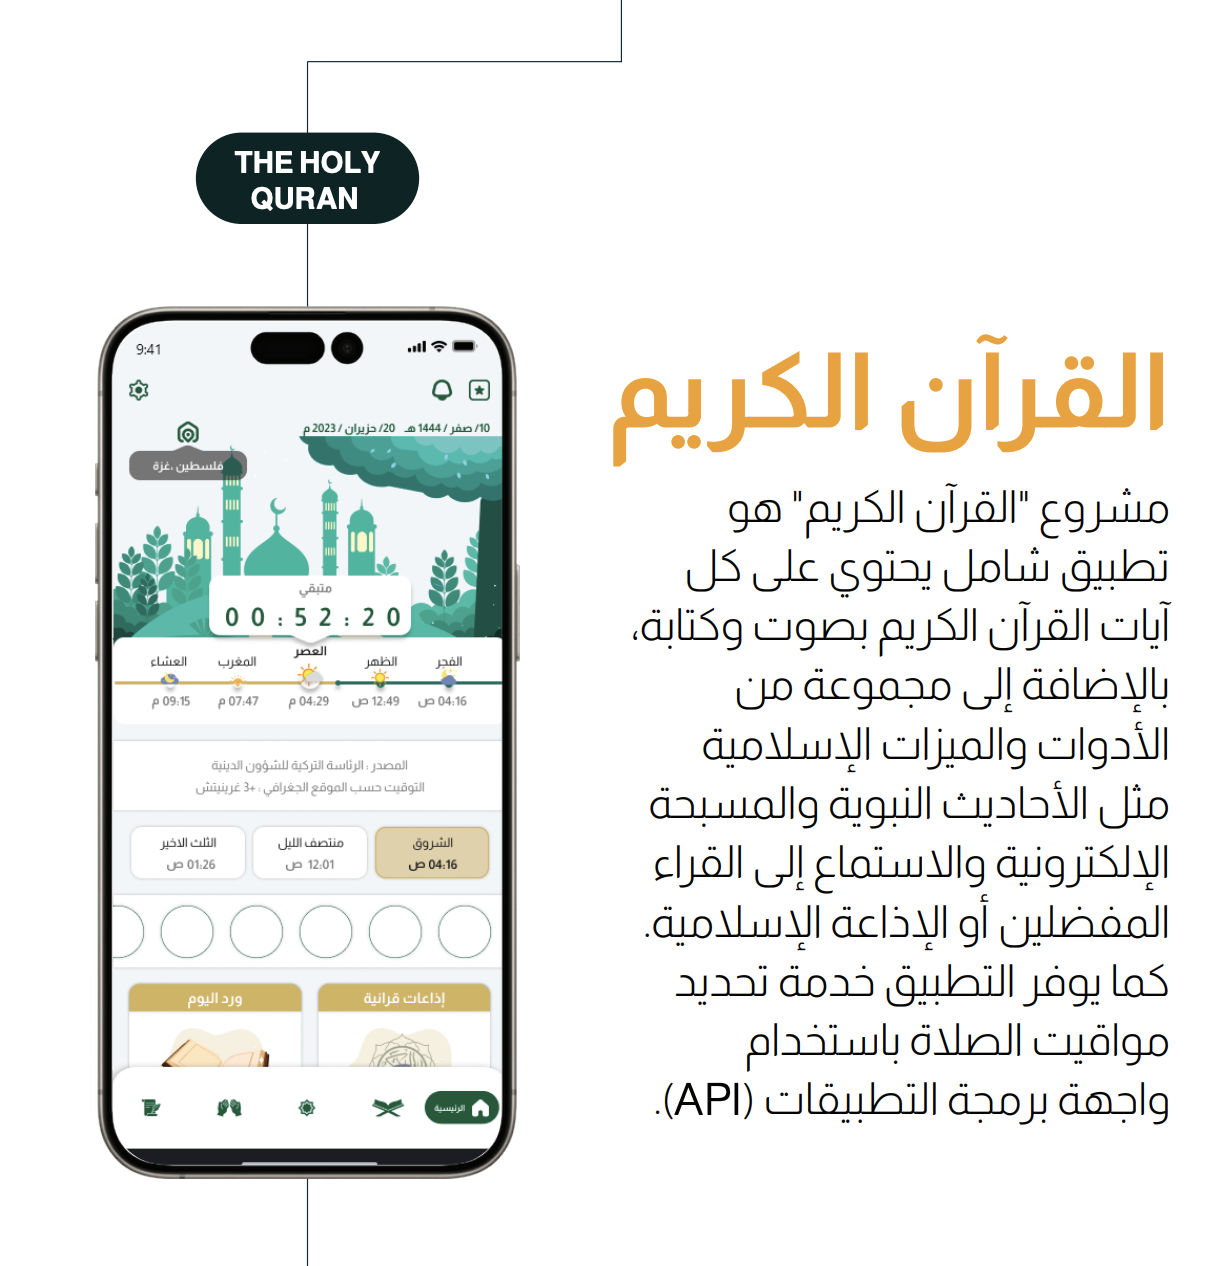 THE HOLY
QURAN
القرآن الكريم
مشروع "القرآن الكريم" هو
تطبيق شامل يحتوي على كل
آيات القرآن الكريم بصوت وكتابة،
بالإضافة إلى مجموعة من
الأدوات والميزات الإسلامية
مثل الأحاديث النبوية والمسبحة
الإلكترونية والاستماع إلى القراء
المفضلين أو الإذاعة الإسلامية.
كما يوفر التطبيق خدمة تحديد
مواقيت الصلاة باستخدام
واجهة برمجة التطبيقات (API).
9:41
10/ صفر / 1444 هـ 20/ حزيران / 2023 م
فلسطين ،غزة
متبقي
00:52:20
الفجر الظهر العصر المغرب العشاء
04:16 ص 12:49 ص 04:29 م 07:47 م 09:15 م
المصدر : الرئاسة التركية للشؤون الدينية
التوقيت حسب الموقع الجغرافي : +3 غرينيتش
الشروق منتصف الليل الثلث الاخير
04:16 ص 12:01 ص 01:26 ص
إذاعات قرانية ورد اليوم
الرئيسية